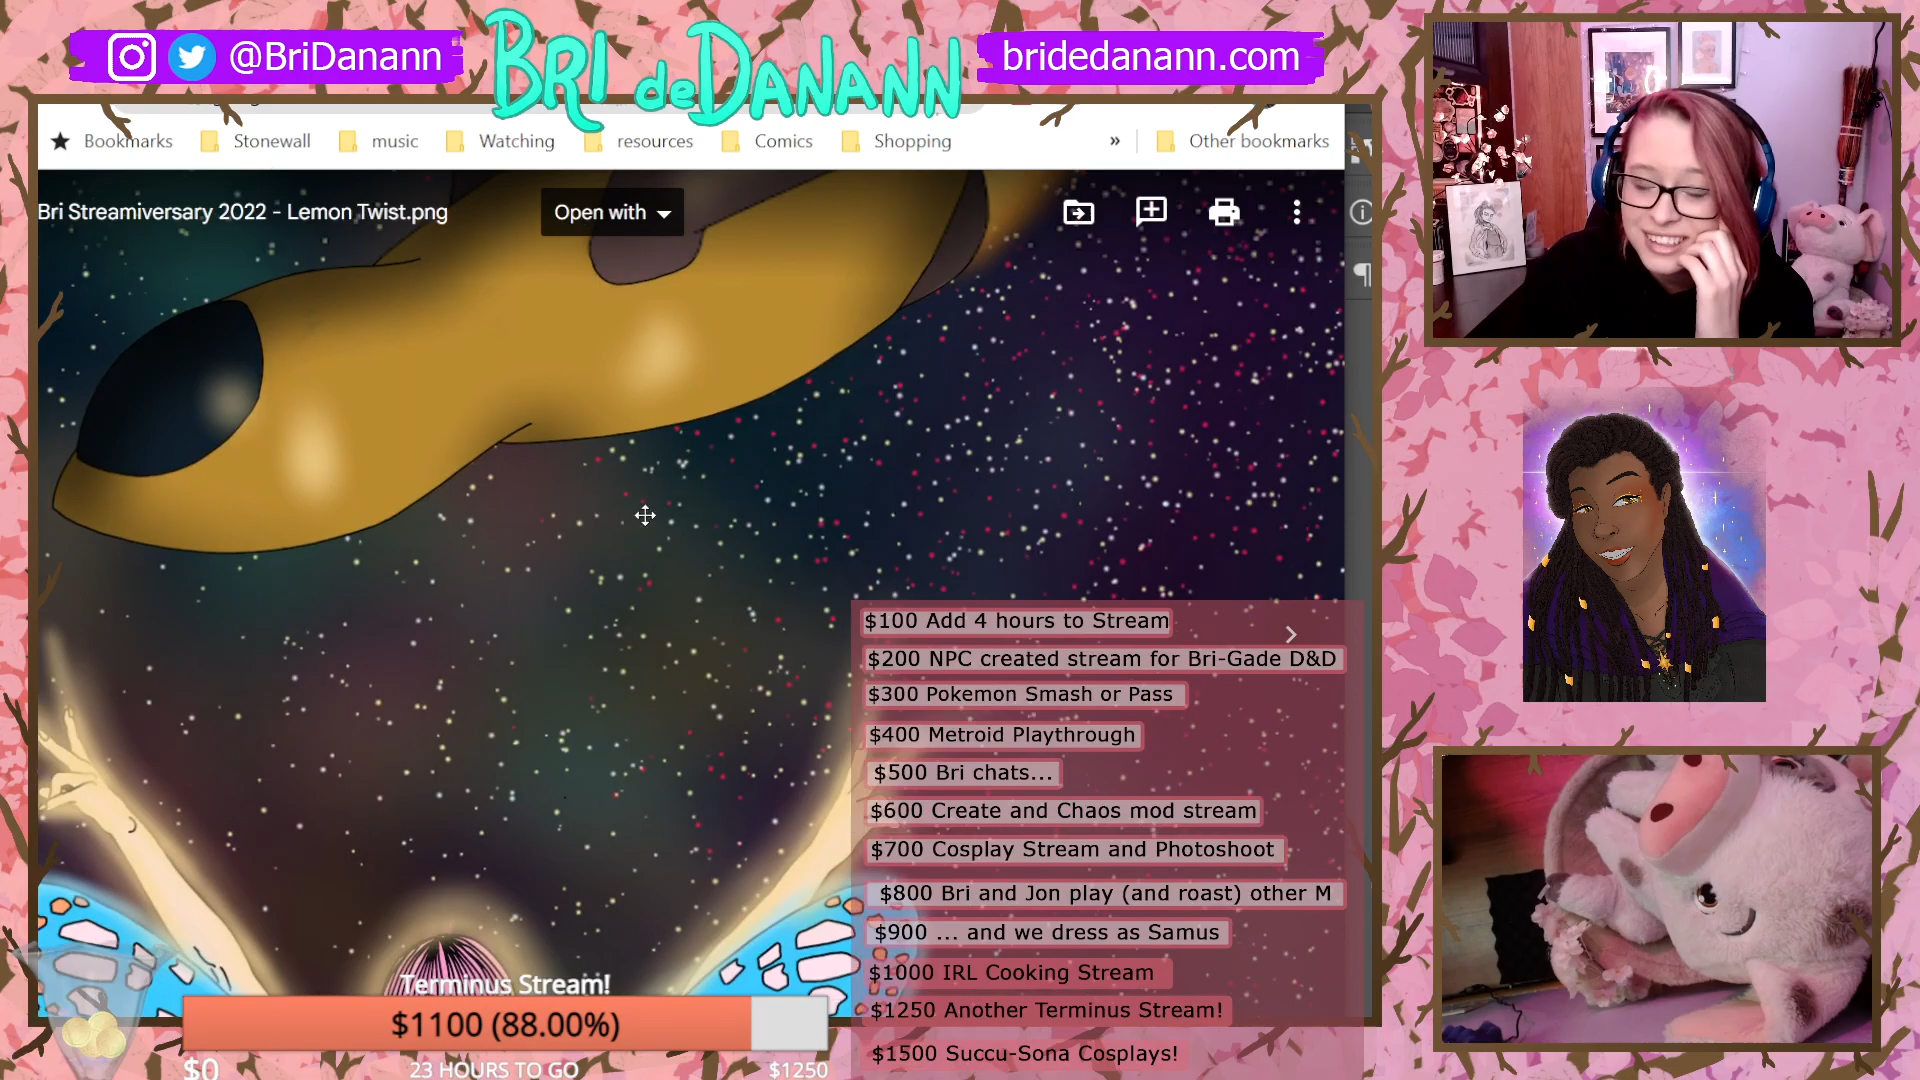 @BriDanann
BRI deDANANN
bridedanann.com
Bookmarks
Stonewall
music
Watching
resources
Comics
Shopping
»
Other bookmarks
Bri Streamiversary 2022 - Lemon Twist.png
Open with
$100 Add 4 hours to Stream
$200 NPC created stream for Bri-Gade D&D
$300 Pokemon Smash or Pass
$400 Metroid Playthrough
$500 Bri chats...
$600 Create and Chaos mod stream
$700 Cosplay Stream and Photoshoot
$800 Bri and Jon play (and roast) other M
$900 ... and we dress as Samus
$1000 IRL Cooking Stream
$1250 Another Terminus Stream!
$1500 Succu-Sona Cosplays!
Terminus Stream!
$1100 (88.00%)
$0
23 HOURS TO GO
$1250